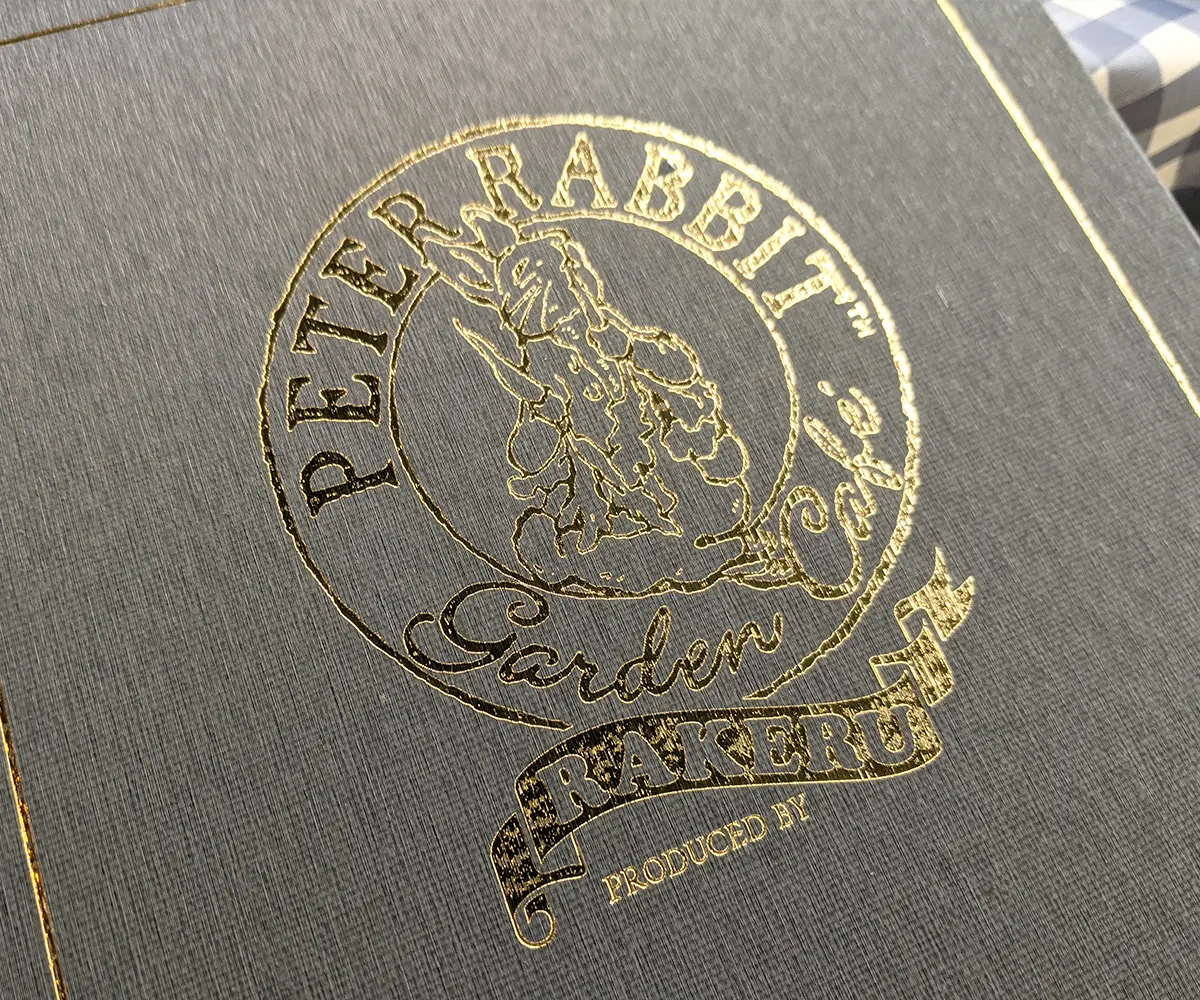 PETER RABBIT™
Garden Café
RAKERU
PRODUCED BY